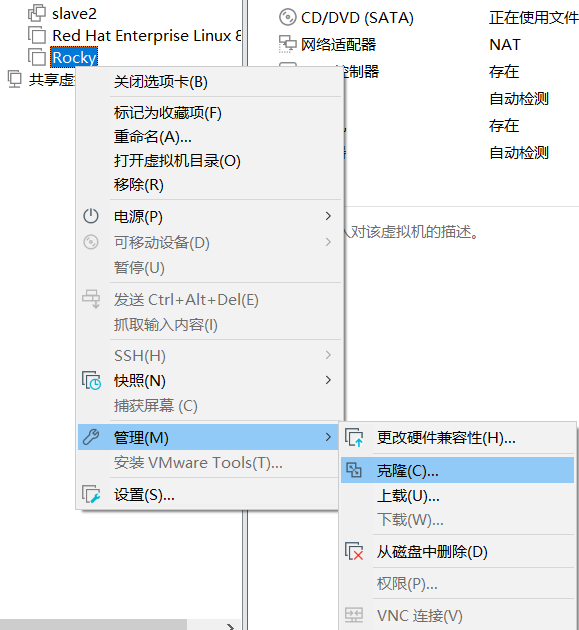 slave2
Red Hat Enterprise Linux 8
Rocky
共享虚
CD/DVD (SATA)
正在使用文件
网络适配器
NAT
控制器
存在
自动检测
存在
自动检测
入对该虚拟机的描述。
关闭选项卡(B)
标记为收藏项(F)
重命名(A)...
打开虚拟机目录(O)
移除(R)
电源(P)
可移动设备(D)
暂停(U)
发送 Ctrl+Alt+Del(E)
抓取输入内容(I)
SSH(H)
快照(N)
捕获屏幕 (C)
管理(M)
安装 VMware Tools(T)...
设置(S)...
更改硬件兼容性(H)...
克隆(C)...
上载(U)...
下载(W)...
从磁盘中删除(D)
权限(P)...
VNC 连接(V)